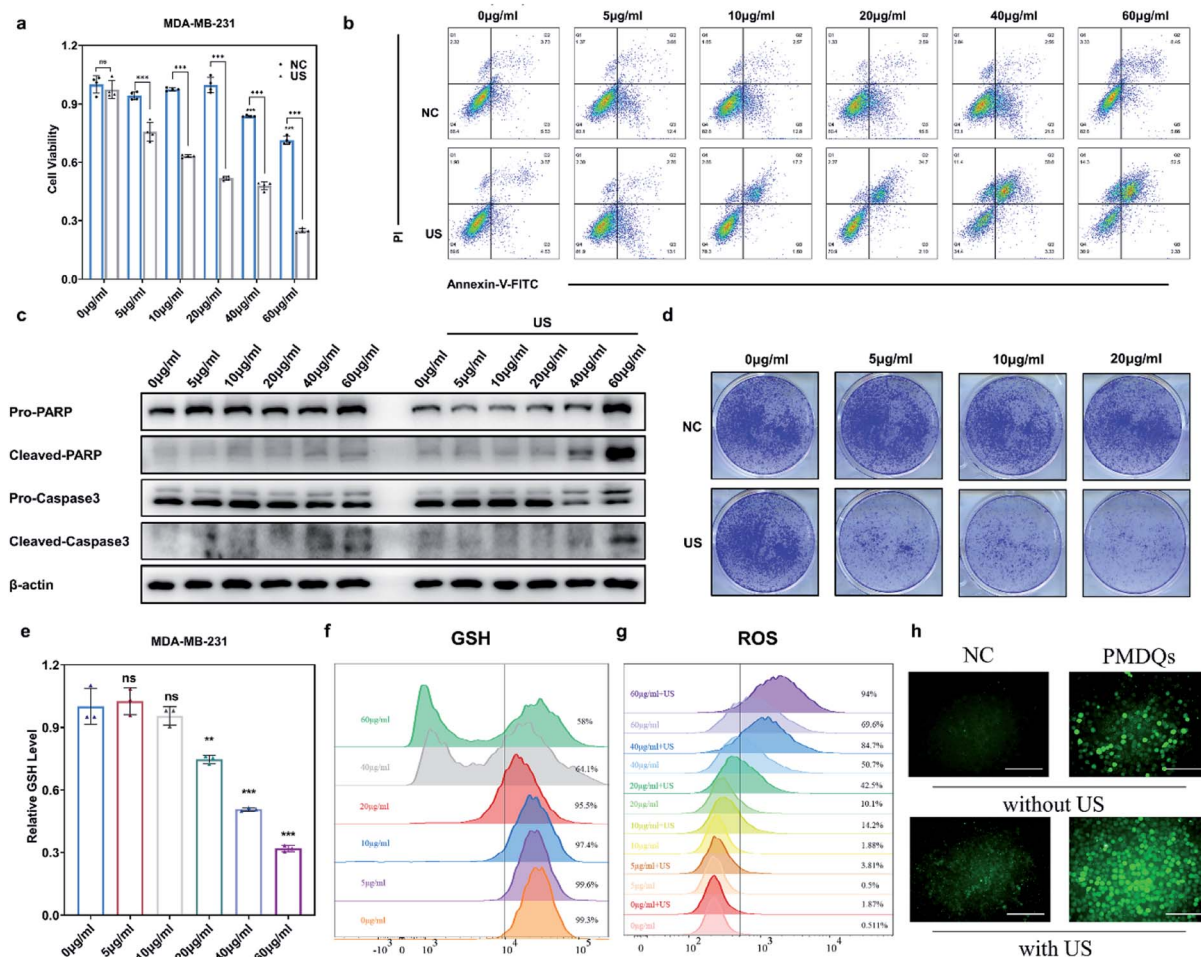 a
MDA-MB-231
Cell Viability
1.2
0.9
0.6
0.3
0.0
ns
***
***
***
***
***
***
***
NC
US
0μg/ml
5μg/ml
10μg/ml
20μg/ml
40μg/ml
60μg/ml
b
0μg/ml 5μg/ml 10μg/ml 20μg/ml 40μg/ml 60μg/ml
NC
US
PI
Annexin-V-FITC
c
US
0μg/ml 5μg/ml 10μg/ml 20μg/ml 40μg/ml 60μg/ml 0μg/ml 5μg/ml 10μg/ml 20μg/ml 40μg/ml 60μg/ml
Pro-PARP
Cleaved-PARP
Pro-Caspase3
Cleaved-Caspase3
β-actin
d
0μg/ml 5μg/ml 10μg/ml 20μg/ml
NC
US
e
MDA-MB-231
Relative GSH Level
1.2
0.9
0.6
0.3
0.0
ns
ns
**
***
***
0μg/ml
5μg/ml
10μg/ml
20μg/ml
40μg/ml
60μg/ml
f
GSH
60μg/ml 58%
40μg/ml 64.1%
20μg/ml 95.5%
10μg/ml 97.4%
5μg/ml 99.6%
0μg/ml 99.3%
-10³ 0 10³ 10⁴ 10⁵
g
ROS
60μg/ml+US 94%
60μg/ml 69.6%
40μg/ml+US 84.7%
40μg/ml 50.7%
20μg/ml+US 42.5%
20μg/ml 10.1%
10μg/ml+US 14.2%
10μg/ml 1.88%
5μg/ml+US 3.81%
5μg/ml 0.5%
0μg/ml+US 1.87%
0μg/ml 0.511%
0 10² 10³ 10⁴
h
NC PMDQs
without US
with US